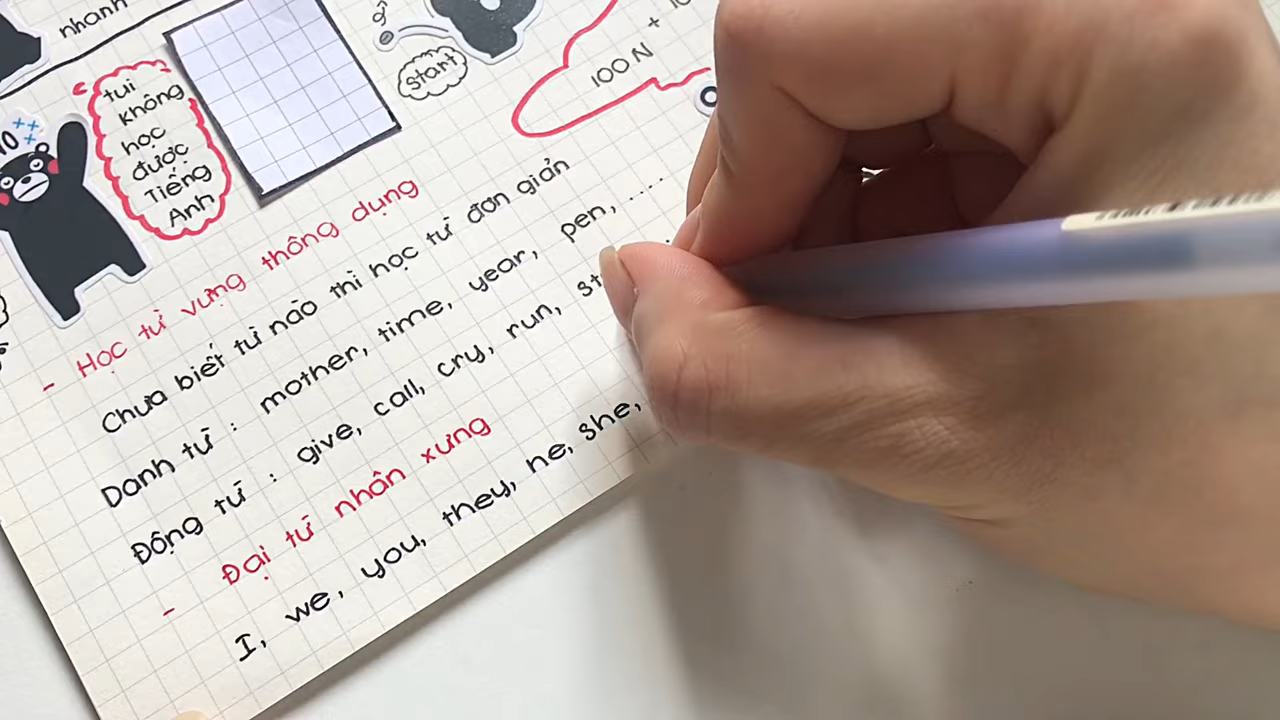 nhanh
tui
không
học
được
Tiếng
Anh
Start
100 N +
- Học từ vựng thông dụng
Chưa biết từ nào thì học từ đơn giản
Danh từ : mother, time, year, pen, ....
Động từ : give, call, cry, run,
- Đại từ nhân xưng
I, we, you, they, he, she,